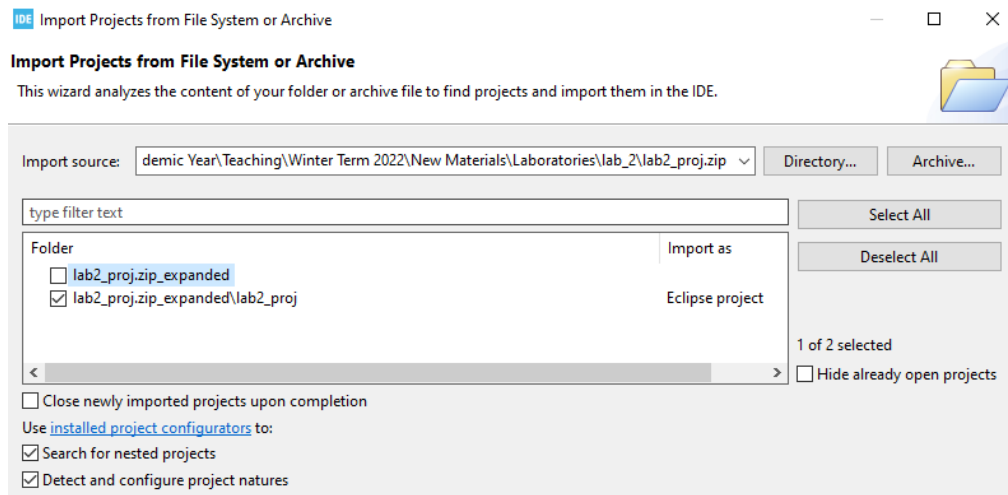 IDE Import Projects from File System or Archive
Import Projects from File System or Archive
This wizard analyzes the content of your folder or archive file to find projects and import them in the IDE.
Import source: demic Year\Teaching\Winter Term 2022\New Materials\Laboratories\lab_2\lab2_proj.zip Directory... Archive...
type filter text
Select All
Folder Import as
Deselect All
lab2_proj.zip_expanded
lab2_proj.zip_expanded\lab2_proj Eclipse project
1 of 2 selected
Hide already open projects
Close newly imported projects upon completion
Use installed project configurators to:
Search for nested projects
Detect and configure project natures